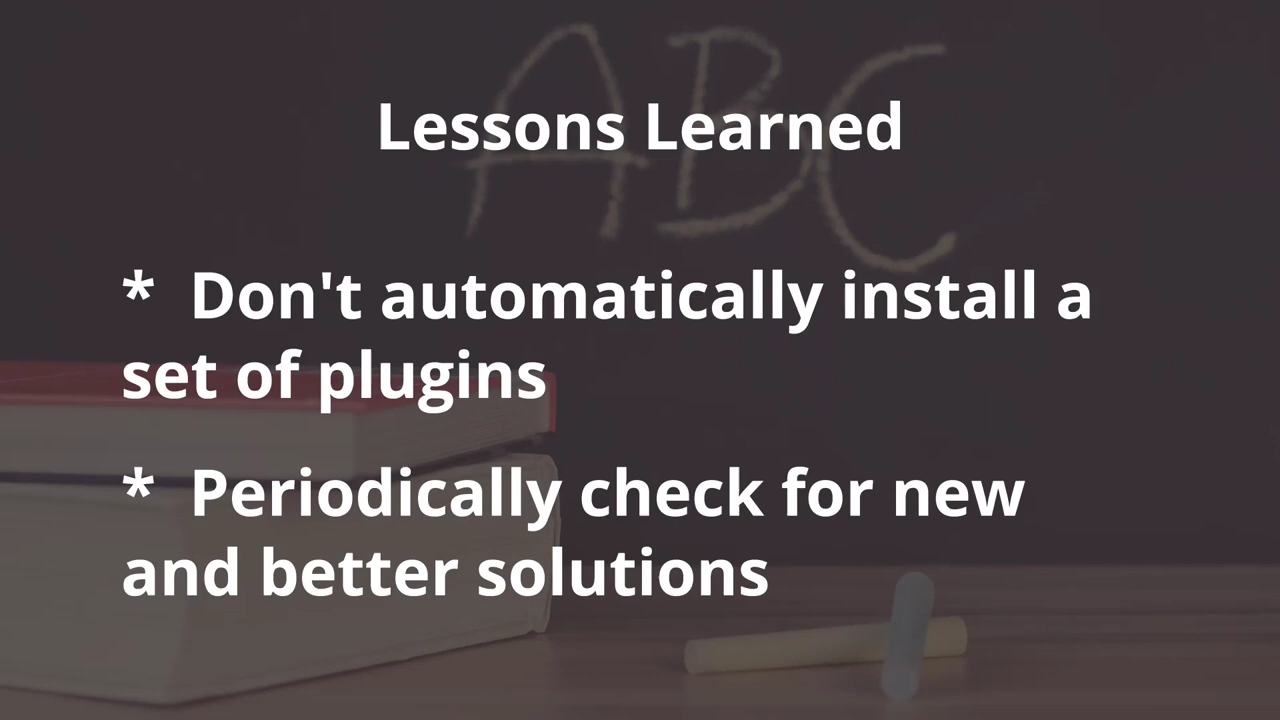 ABC
Lessons Learned
*  Don't automatically install a
set of plugins
*  Periodically check for new
and better solutions